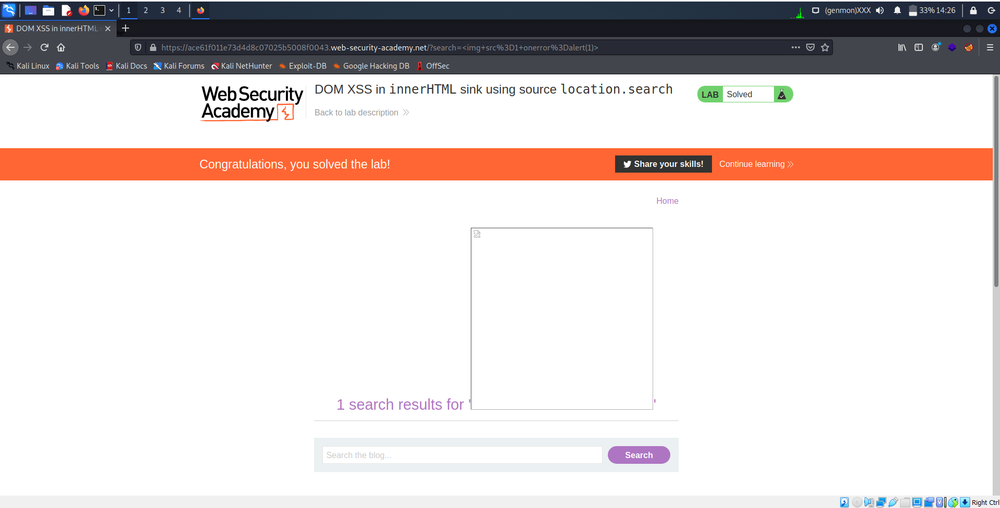 1 2 3 4 (genmon)XXX 33% 14:26
DOM XSS in innerHTML
https://ace61f011e73d4d8c07025b5008f0043.web-security-academy.net/?search=<img+src%3D1+onerror%3Dalert(1)>
Kali Linux Kali Tools Kali Docs Kali Forums Kali NetHunter Exploit-DB Google Hacking DB OffSec
Web Security
Academy
DOM XSS in innerHTML sink using source location.search
LAB Solved
Back to lab description
Congratulations, you solved the lab!
Share your skills! Continue learning
Home
1 search results for ' '
Search the blog...
Search
Right Ctrl